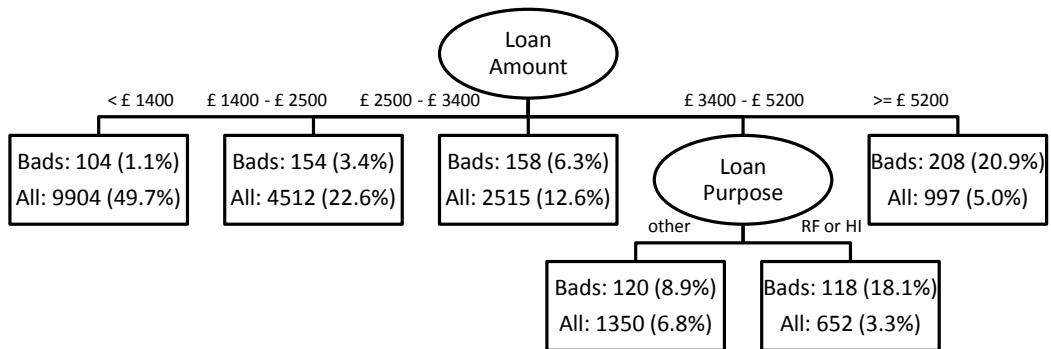 Loan
Amount
< £ 1400
£ 1400 - £ 2500
£ 2500 - £ 3400
£ 3400 - £ 5200
>= £ 5200
Bads: 104 (1.1%)
All: 9904 (49.7%)
Bads: 154 (3.4%)
All: 4512 (22.6%)
Bads: 158 (6.3%)
All: 2515 (12.6%)
Loan
Purpose
Bads: 208 (20.9%)
All: 997 (5.0%)
other
RF or HI
Bads: 120 (8.9%)
All: 1350 (6.8%)
Bads: 118 (18.1%)
All: 652 (3.3%)